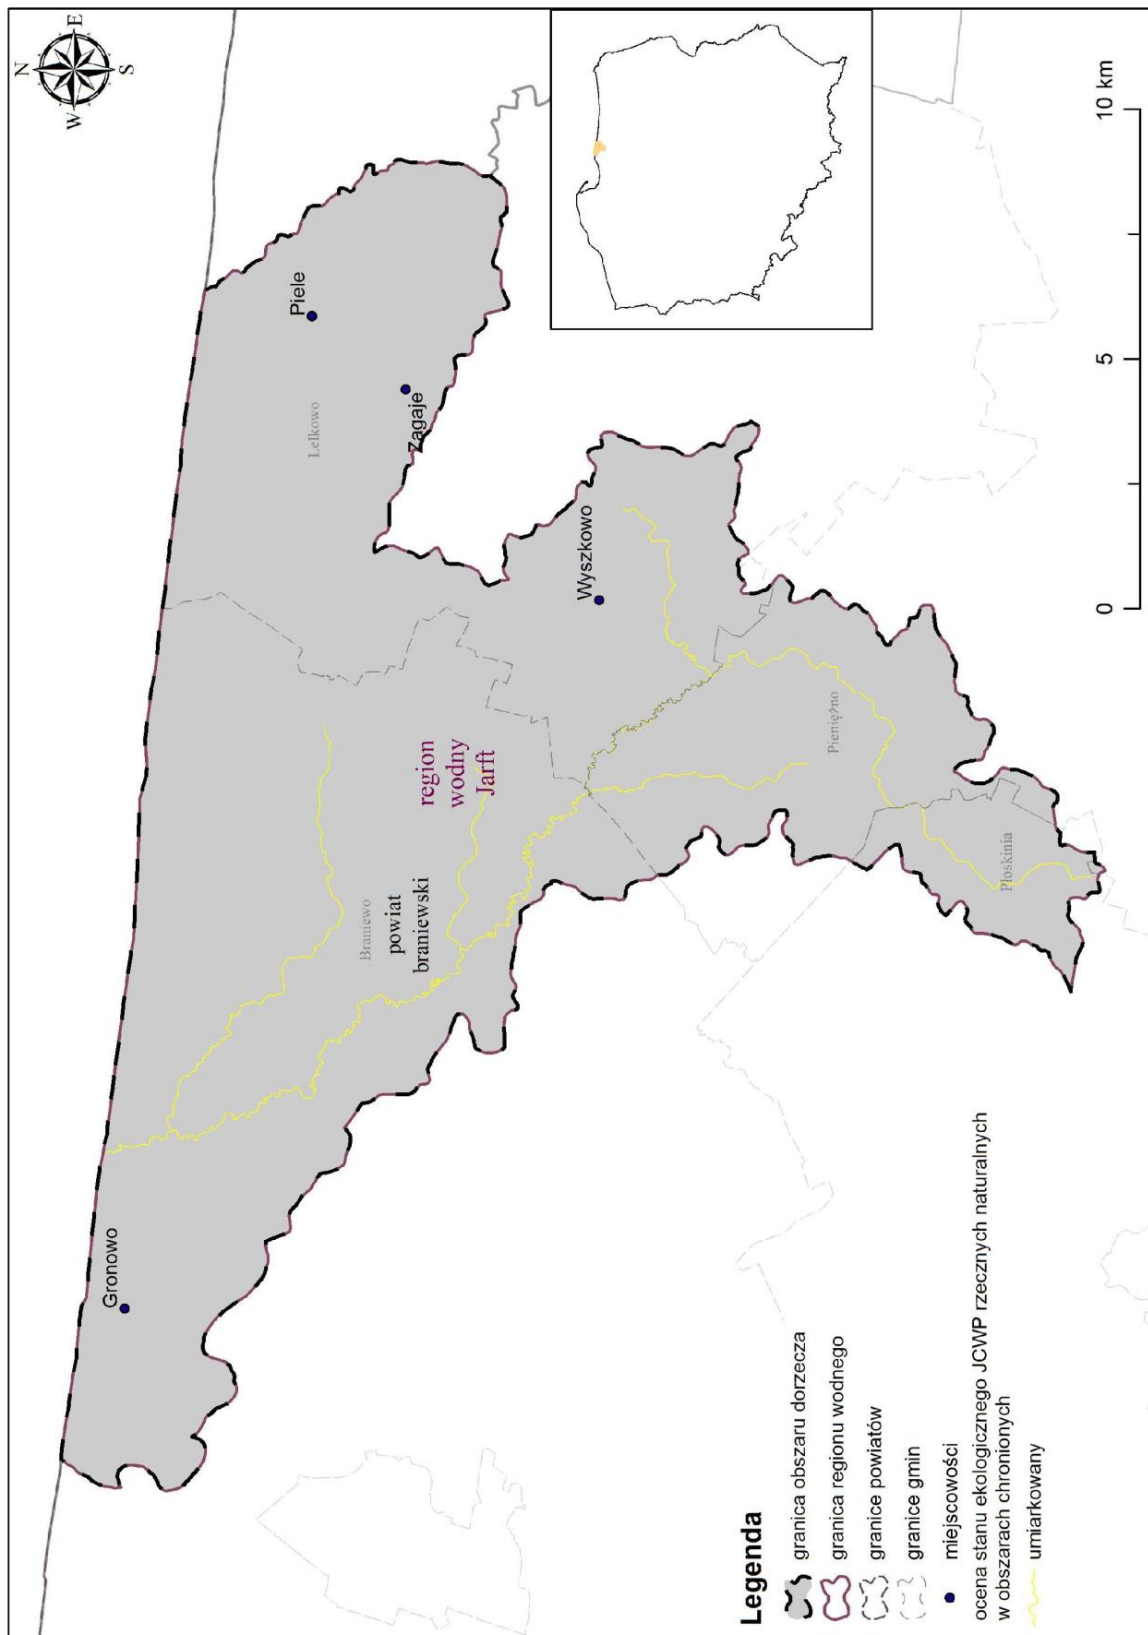 N
E
S
W
Gronowo
Piele
Lelkowo
Zagaje
Braniewo
powiat
braniewski
region
wodny
Jarft
Wyszkowo
Pieniężno
Płoskinia
Legenda
granica obszaru dorzecza
granica regionu wodnego
granice powiatów
granice gmin
miejscowości
ocena stanu ekologicznego JCWP rzecznych naturalnych
w obszarach chronionych
umiarkowany
0 5 10 km